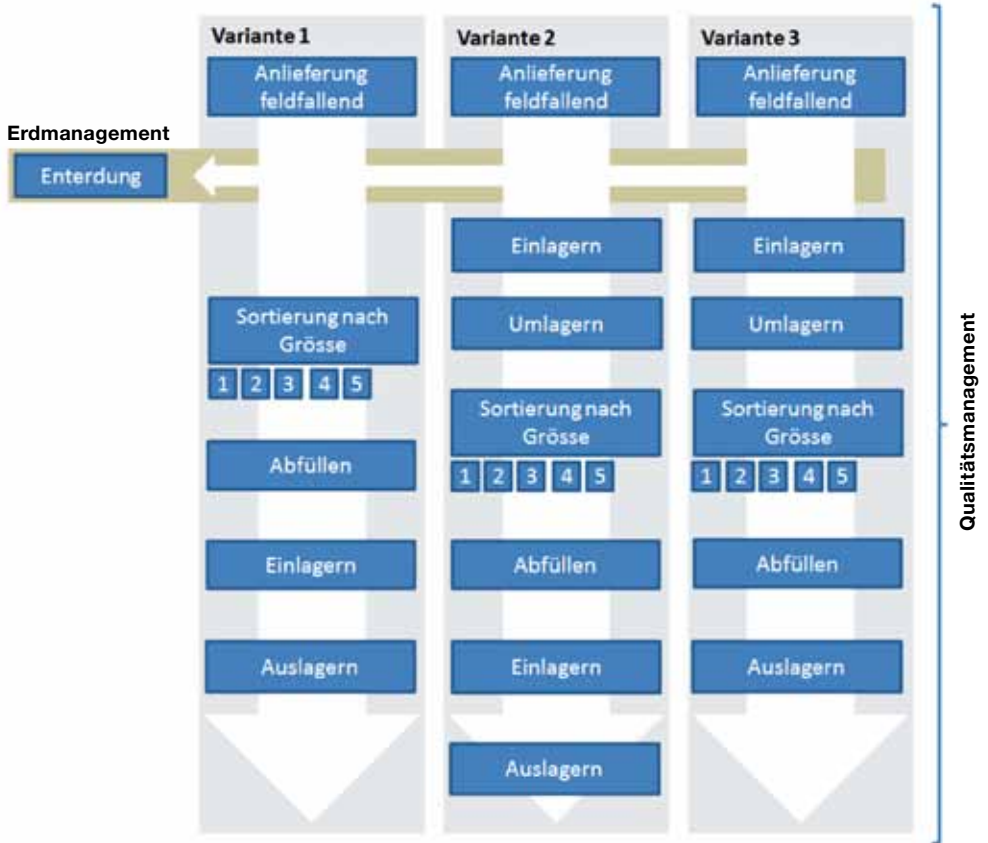 Variante 1
Anlieferung
feldfallend
Sortierung nach
Grösse
1 2 3 4 5
Abfüllen
Einlagern
Auslagern
Variante 2
Anlieferung
feldfallend
Einlagern
Umlagern
Sortierung nach
Grösse
1 2 3 4 5
Abfüllen
Einlagern
Auslagern
Variante 3
Anlieferung
feldfallend
Einlagern
Umlagern
Sortierung nach
Grösse
1 2 3 4 5
Abfüllen
Auslagern
Erdmanagement
Enterdung
Qualitätsmanagement